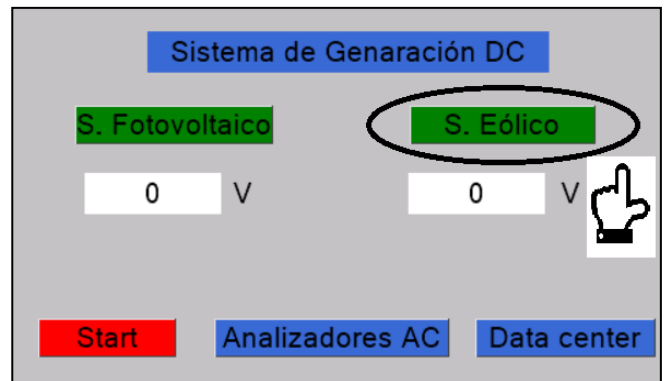 Sistema de Genaración DC
S. Fotovoltaico S. Eólico
0 V 0 V
Start Analizadores AC Data center